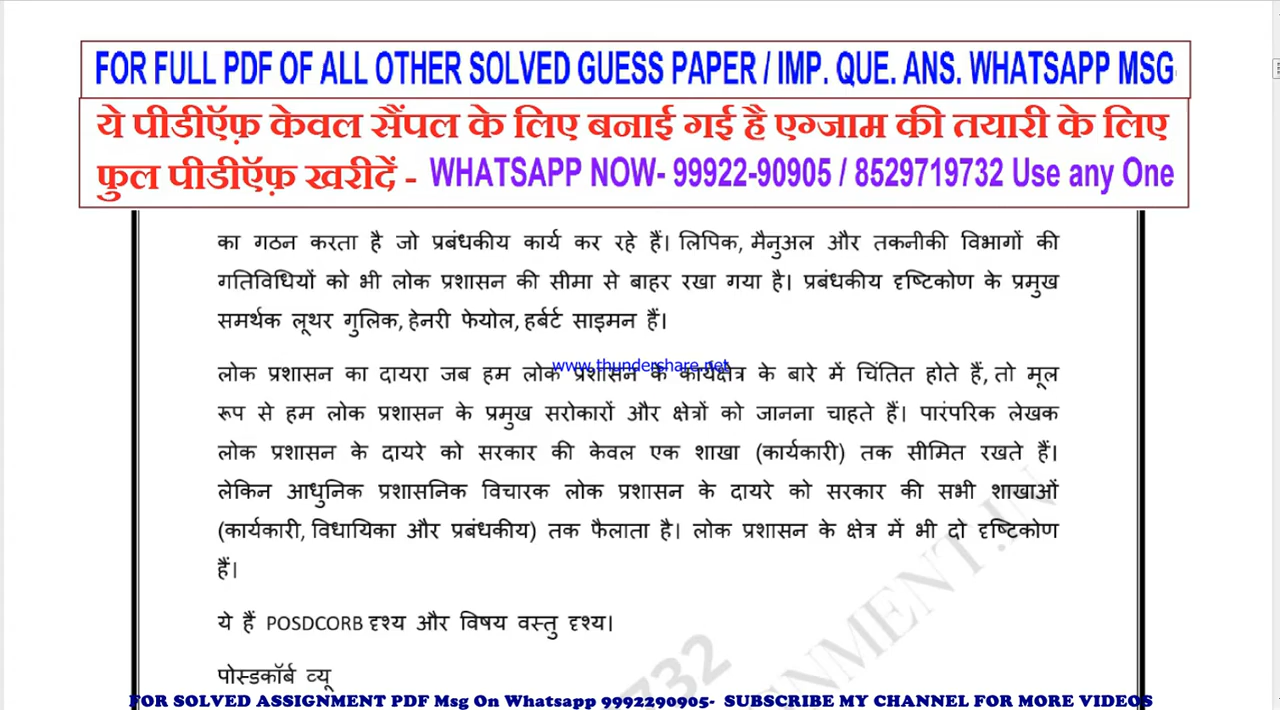 FOR FULL PDF OF ALL OTHER SOLVED GUESS PAPER / IMP. QUE. ANS. WHATSAPP MSG
ये पीडीऍफ़ केवल सैंपल के लिए बनाई गई है एग्जाम की तयारी के लिए
फुल पीडीऍफ़ खरीदें - WHATSAPP NOW- 99922-90905 / 8529719732 Use any One
का गठन करता है जो प्रबंधकीय कार्य कर रहे हैं। लिपिक, मैनुअल और तकनीकी विभागों की
गतिविधियों को भी लोक प्रशासन की सीमा से बाहर रखा गया है। प्रबंधकीय दृष्टिकोण के प्रमुख
समर्थक लूथर गुलिक, हेनरी फेयोल, हर्बर्ट साइमन हैं।
www.thundershare.net
लोक प्रशासन का दायरा जब हम लोक प्रशासन के कार्यक्षेत्र के बारे में चिंतित होते हैं, तो मूल
रूप से हम लोक प्रशासन के प्रमुख सरोकारों और क्षेत्रों को जानना चाहते हैं। पारंपरिक लेखक
लोक प्रशासन के दायरे को सरकार की केवल एक शाखा (कार्यकारी) तक सीमित रखते हैं।
लेकिन आधुनिक प्रशासनिक विचारक लोक प्रशासन के दायरे को सरकार की सभी शाखाओं
(कार्यकारी, विधायिका और प्रबंधकीय) तक फैलाता है। लोक प्रशासन के क्षेत्र में भी दो दृष्टिकोण
हैं।
ये हैं POSDCORB दृश्य और विषय वस्तु दृश्य।
पोस्डकॉर्ब व्यू
732
NMENT.IN
FOR SOLVED ASSIGNMENT PDF Msg On Whatsapp 9992290905- SUBSCRIBE MY CHANNEL FOR MORE VIDEOS